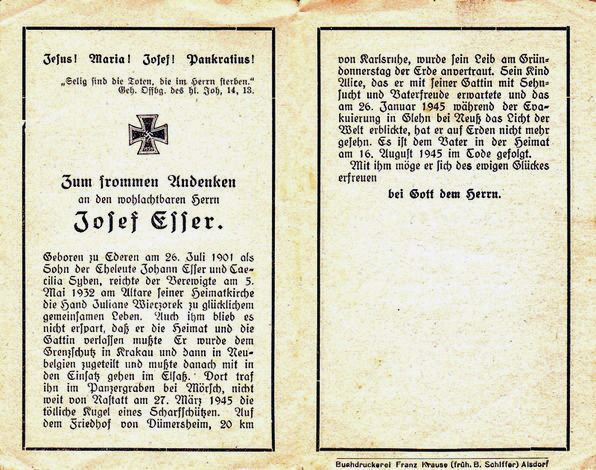 Jesus! Maria! Josef! Pankratius!
„Selig sind die Toten, die im Herrn sterben.“
Geh. Offbg. des hl. Joh, 14, 13.
Zum frommen Andenken
an den wohlachtbaren Herrn
Josef Esser.
Geboren zu Ederen am 26. Juli 1901 als
Sohn der Eheleute Johann Esser und Cae-
cilia Syben, reichte der Verewigte am 5.
Mai 1932 am Altare seiner Heimatkirche
die Hand Juliane Wierzorek zu glücklichem
gemeinsamen Leben. Auch ihm blieb es
nicht erspart, daß er die Heimat und die
Gattin verlassen mußte Er wurde dem
Grenzschutz in Krakau und dann in Neu-
belgien zugeteilt und mußte danach mit in
den Einsatz gehen im Elsaß. Dort traf
ihn im Panzergraben bei Mörsch, nicht
weit von Rastatt am 27. März 1945 die
tötliche Kugel eines Scharfschützen. Auf
dem Friedhof von Dümersheim, 20 km
von Karlsruhe, wurde sein Leib am Grün-
donnerstag der Erde anvertraut. Sein Kind
Alice, das er mit seiner Gattin mit Sehn-
sucht und Vaterfreude erwartete und das
am 26. Januar 1945 während der Eva-
kuierung in Glehn bei Neuß das Licht der
Welt erblickte, hat er auf Erden nicht mehr
gesehn. Es ist dem Vater in der Heimat
am 16. August 1945 im Tode gefolgt.
Mit ihm möge er sich des ewigen Glückes
erfreuen
bei Gott dem Herrn.
Buchdruckerei Franz Krause (früh. B. Schiffer) Alsdorf